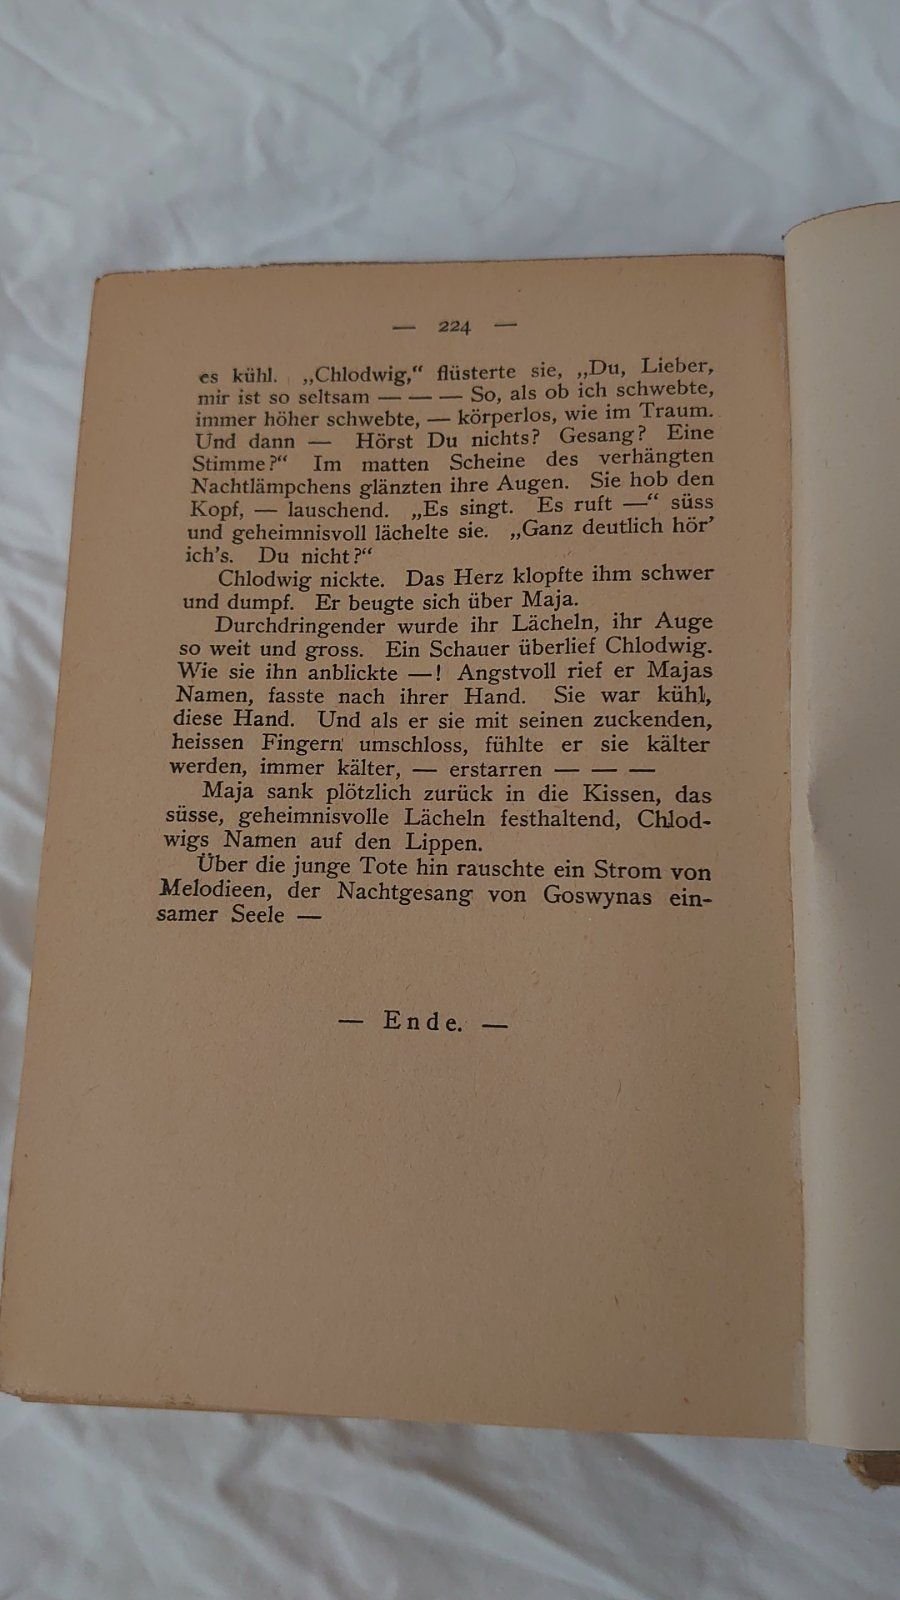 — 224 —
es kühl. „Chlodwig,“ flüsterte sie, „Du, Lieber,
mir ist so seltsam — — — So, als ob ich schwebte,
immer höher schwebte, — körperlos, wie im Traum.
Und dann — Hörst Du nichts? Gesang? Eine
Stimme?“ Im matten Scheine des verhängten
Nachtlämpchens glänzten ihre Augen. Sie hob den
Kopf, — lauschend. „Es singt. Es ruft —“ süss
und geheimnisvoll lächelte sie. „Ganz deutlich hör’
ich’s. Du nicht?“
Chlodwig nickte. Das Herz klopfte ihm schwer
und dumpf. Er beugte sich über Maja.
Durchdringender wurde ihr Lächeln, ihr Auge
so weit und gross. Ein Schauer überlief Chlodwig.
Wie sie ihn anblickte —! Angstvoll rief er Majas
Namen, fasste nach ihrer Hand. Sie war kühl,
diese Hand. Und als er sie mit seinen zuckenden,
heissen Fingern umschloss, fühlte er sie kälter
werden, immer kälter, — erstarren — — —
Maja sank plötzlich zurück in die Kissen, das
süsse, geheimnisvolle Lächeln festhaltend, Chlod-
wigs Namen auf den Lippen.
Über die junge Tote hin rauschte ein Strom von
Melodieen, der Nachtgesang von Goswynas ein-
samer Seele —
— Ende. —